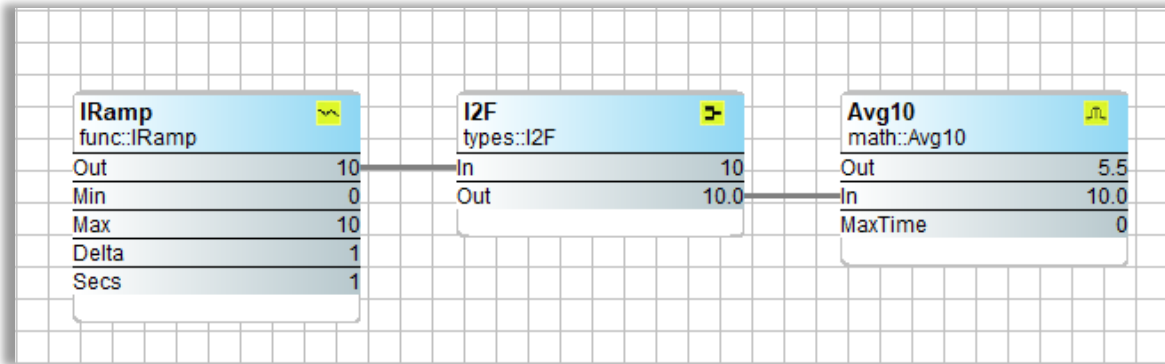 IRamp
func::IRamp
Out 10
Min 0
Max 10
Delta 1
Secs 1
I2F
types::I2F
In 10
Out 10.0
Avg10
math::Avg10
Out 5.5
In 10.0
MaxTime 0